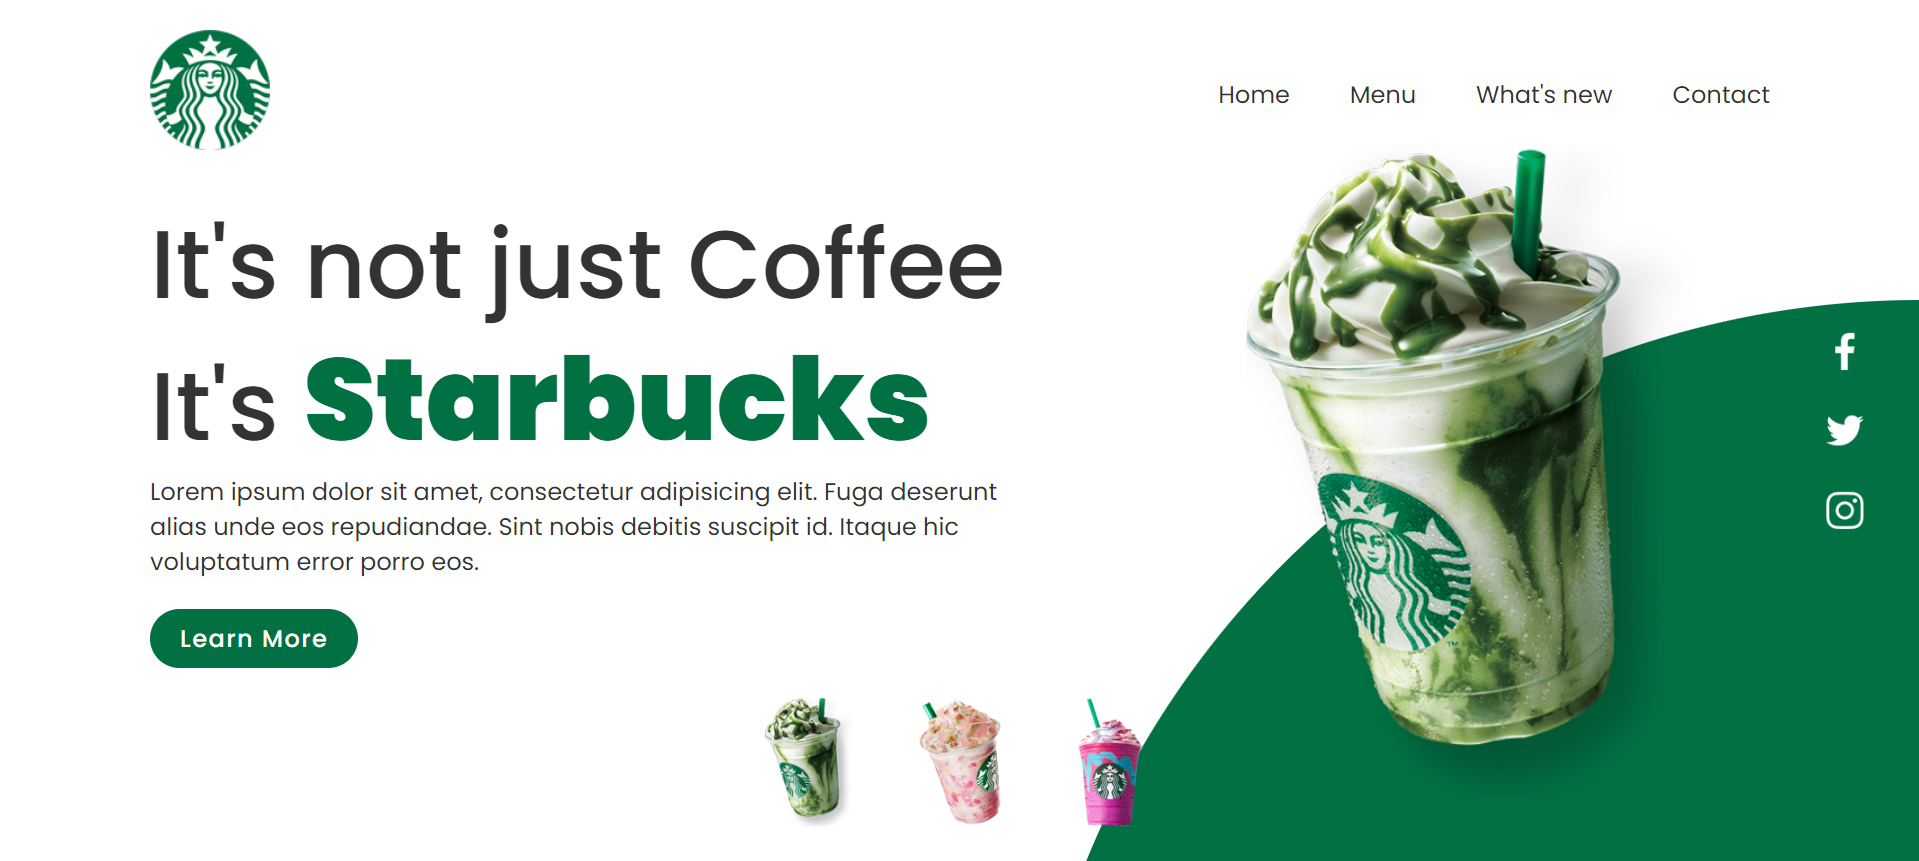 Home Menu What's new Contact
It's not just Coffee
It's Starbucks
Lorem ipsum dolor sit amet, consectetur adipisicing elit. Fuga deserunt
alias unde eos repudiandae. Sint nobis debitis suscipit id. Itaque hic
voluptatum error porro eos.
Learn More
TM